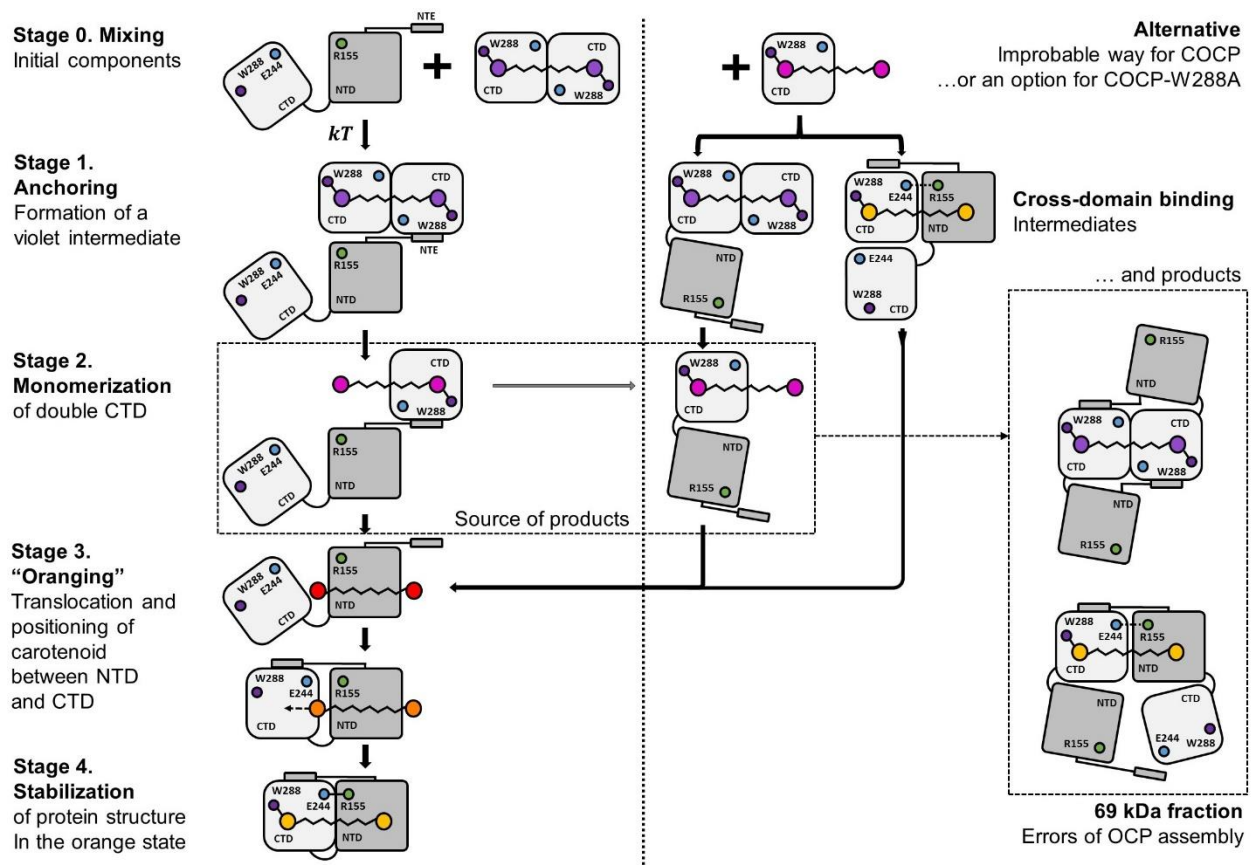 Stage 0. Mixing
Initial components
NTE
W288
E244
CTD
R155
NTD
+
W288
CTD
CTD
W288
kT
+
W288
CTD
Alternative
Improbable way for COCP
…or an option for COCP-W288A
Stage 1.
Anchoring
Formation of a
violet intermediate
W288
CTD
CTD
W288
NTE
R155
NTD
W288
E244
CTD
W288
CTD
CTD
W288
NTD
R155
W288
E244
R155
CTD
NTD
E244
W288
CTD
Cross-domain binding
Intermediates
… and products
Stage 2.
Monomerization
of double CTD
CTD
W288
R155
NTD
W288
E244
CTD
W288
CTD
NTD
R155
Source of products
Stage 3.
“Oranging”
Translocation and
positioning of
carotenoid
between NTD
and CTD
W288
E244
CTD
R155
NTD
W288
E244
CTD
R155
NTD
Stage 4.
Stabilization
of protein structure
In the orange state
W288
E244
R155
CTD
NTD
R155
NTD
W288
CTD
CTD
W288
NTD
R155
W288
E244
R155
CTD
NTD
NTD
R155
CTD
E244
W288
69 kDa fraction
Errors of OCP assembly